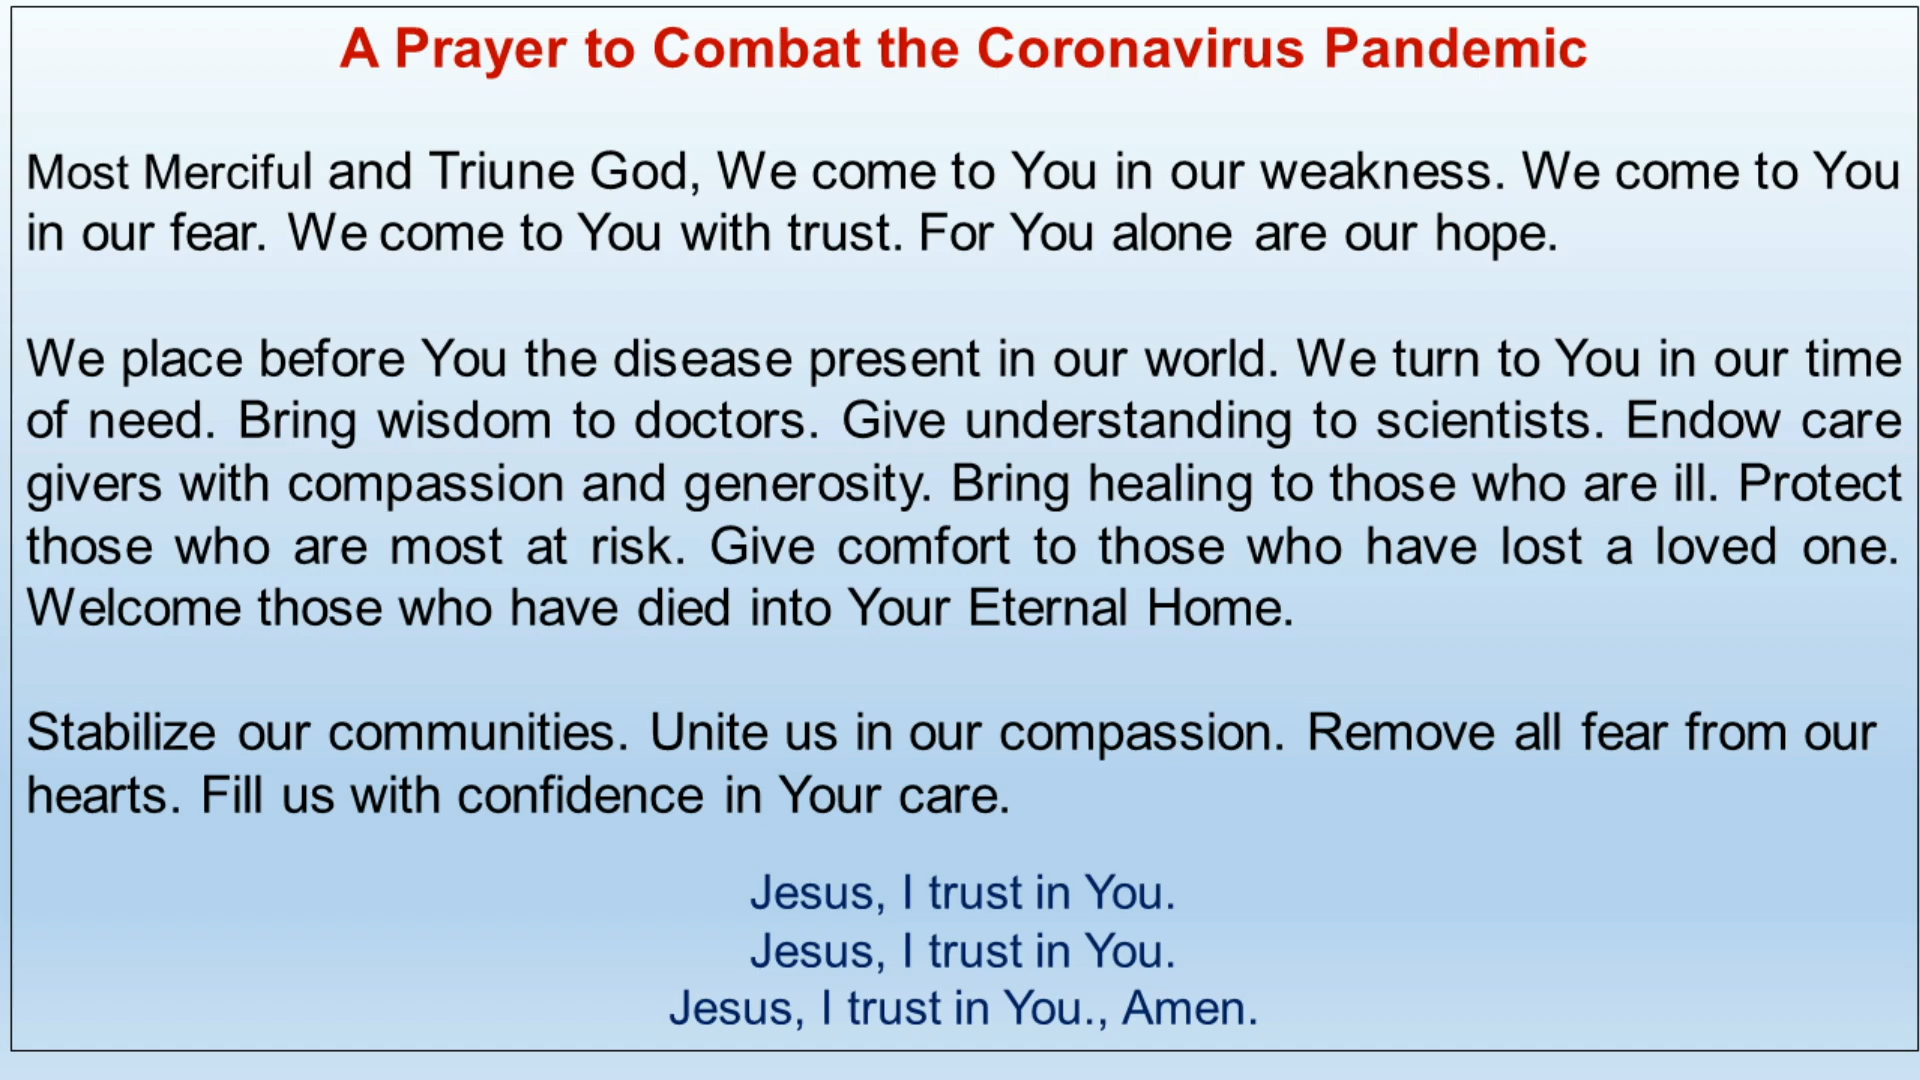 A Prayer to Combat the Coronavirus Pandemic
Most Merciful and Triune God, We come to You in our weakness. We come to You
in our fear. We come to You with trust. For You alone are our hope.
We place before You the disease present in our world. We turn to You in our time
of need. Bring wisdom to doctors. Give understanding to scientists. Endow care
givers with compassion and generosity. Bring healing to those who are ill. Protect
those who are most at risk. Give comfort to those who have lost a loved one.
Welcome those who have died into Your Eternal Home.
Stabilize our communities. Unite us in our compassion. Remove all fear from our
hearts. Fill us with confidence in Your care.
Jesus, I trust in You.
Jesus, I trust in You.
Jesus, I trust in You., Amen.